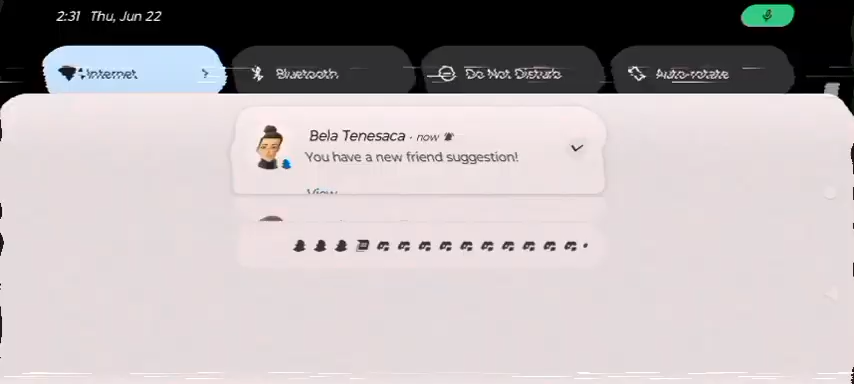 2:31 Thu, Jun 22
Internet
Bluetooth
Do Not Disturb
Auto-rotate
Bela Tenesaca · now
You have a new friend suggestion!
View